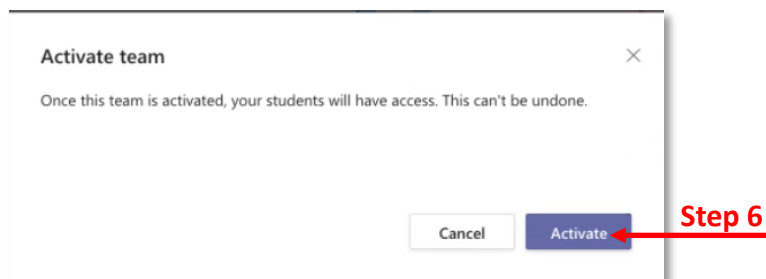 Activate team
Once this team is activated, your students will have access. This can't be undone.
Cancel
Activate
Step 6